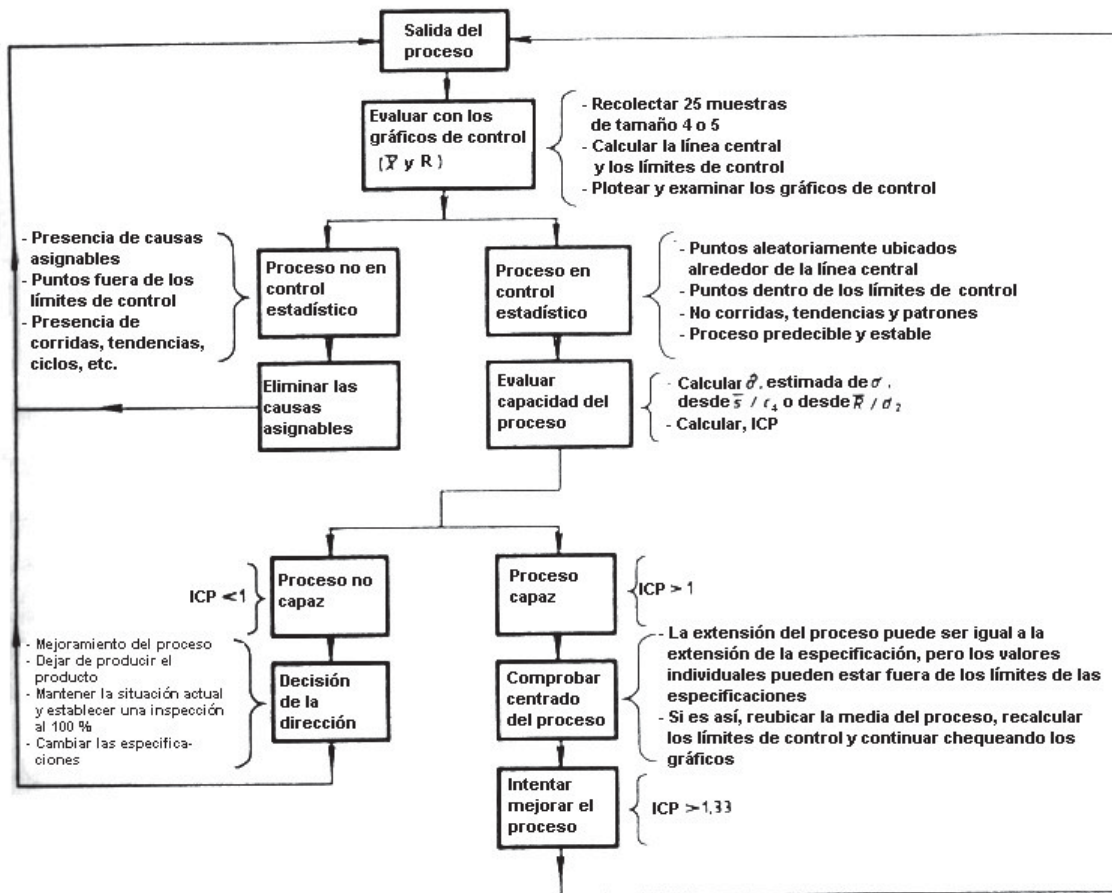 Salida del
proceso
Evaluar con los
gráficos de control
( X̅ y R )
- Recolectar 25 muestras
de tamaño 4 o 5
- Calcular la línea central
y los límites de control
- Plotear y examinar los gráficos de control
- Presencia de causas
asignables
- Puntos fuera de los
límites de control
- Presencia de
corridas, tendencias,
ciclos, etc.
Proceso no en
control
estadístico
Proceso en
control
estadístico
- Puntos aleatoriamente ubicados
alrededor de la línea central
- Puntos dentro de los límites de control
- No corridas, tendencias y patrones
- Proceso predecible y estable
Eliminar las
causas
asignables
Evaluar
capacidad del
proceso
- Calcular σ̂, estimada de σ,
desde s̅ / c₄ o desde R̅ / d₂
- Calcular, ICP
ICP < 1
Proceso no
capaz
Proceso
capaz
ICP > 1
- Mejoramiento del proceso
- Dejar de producir el
producto
- Mantener la situación actual
y establecer una inspección
al 100 %
- Cambiar las especifica-
ciones
Decisión
de la
dirección
Comprobar
centrado
del proceso
- La extensión del proceso puede ser igual a la
extensión de la especificación, pero los valores
individuales pueden estar fuera de los límites de las
especificaciones
- Si es así, reubicar la media del proceso, recalcular
los límites de control y continuar chequeando los
gráficos
Intentar
mejorar el
proceso
ICP > 1,33